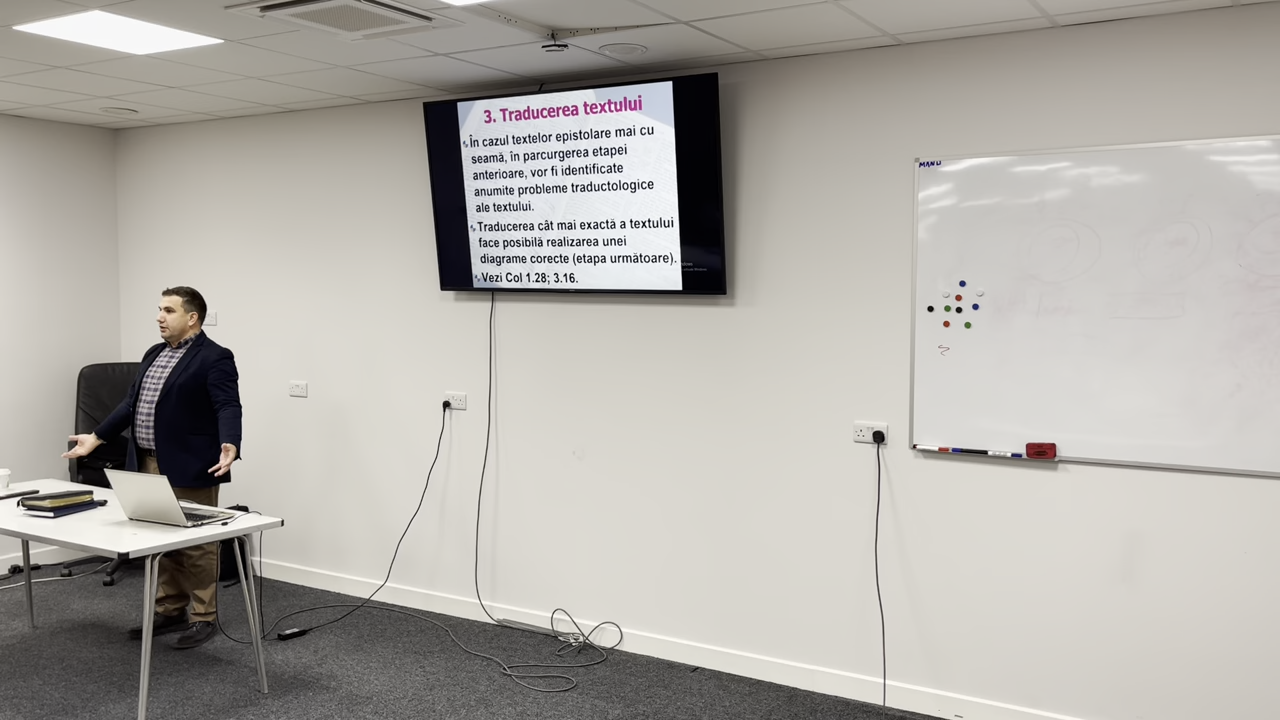 3. Traducerea textului
În cazul textelor epistolare mai cu
seamă, în parcurgerea etapei
anterioare, vor fi identificate
anumite probleme traductologice
ale textului.
Traducerea cât mai exactă a textului
face posibilă realizarea unei
diagrame corecte (etapa următoare).
Vezi Col 1.28; 3.16.